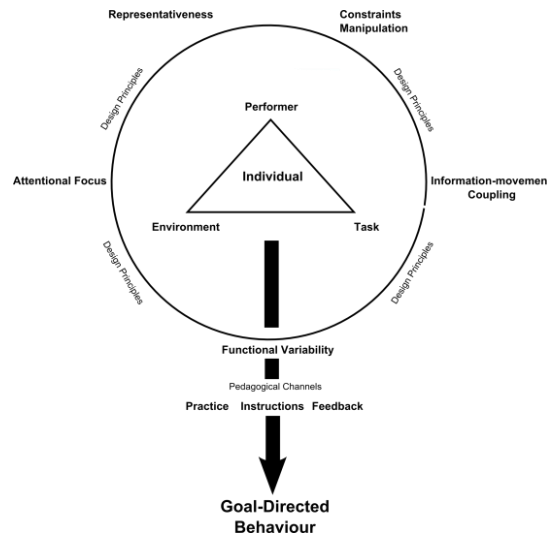 Representativeness
Constraints
Manipulation
Design Principles
Design Principles
Performer
Individual
Attentional Focus
Information-movemen
Coupling
Environment
Task
Design Principles
Design Principles
Functional Variability
Pedagogical Channels
Practice Instructions Feedback
Goal-Directed
Behaviour